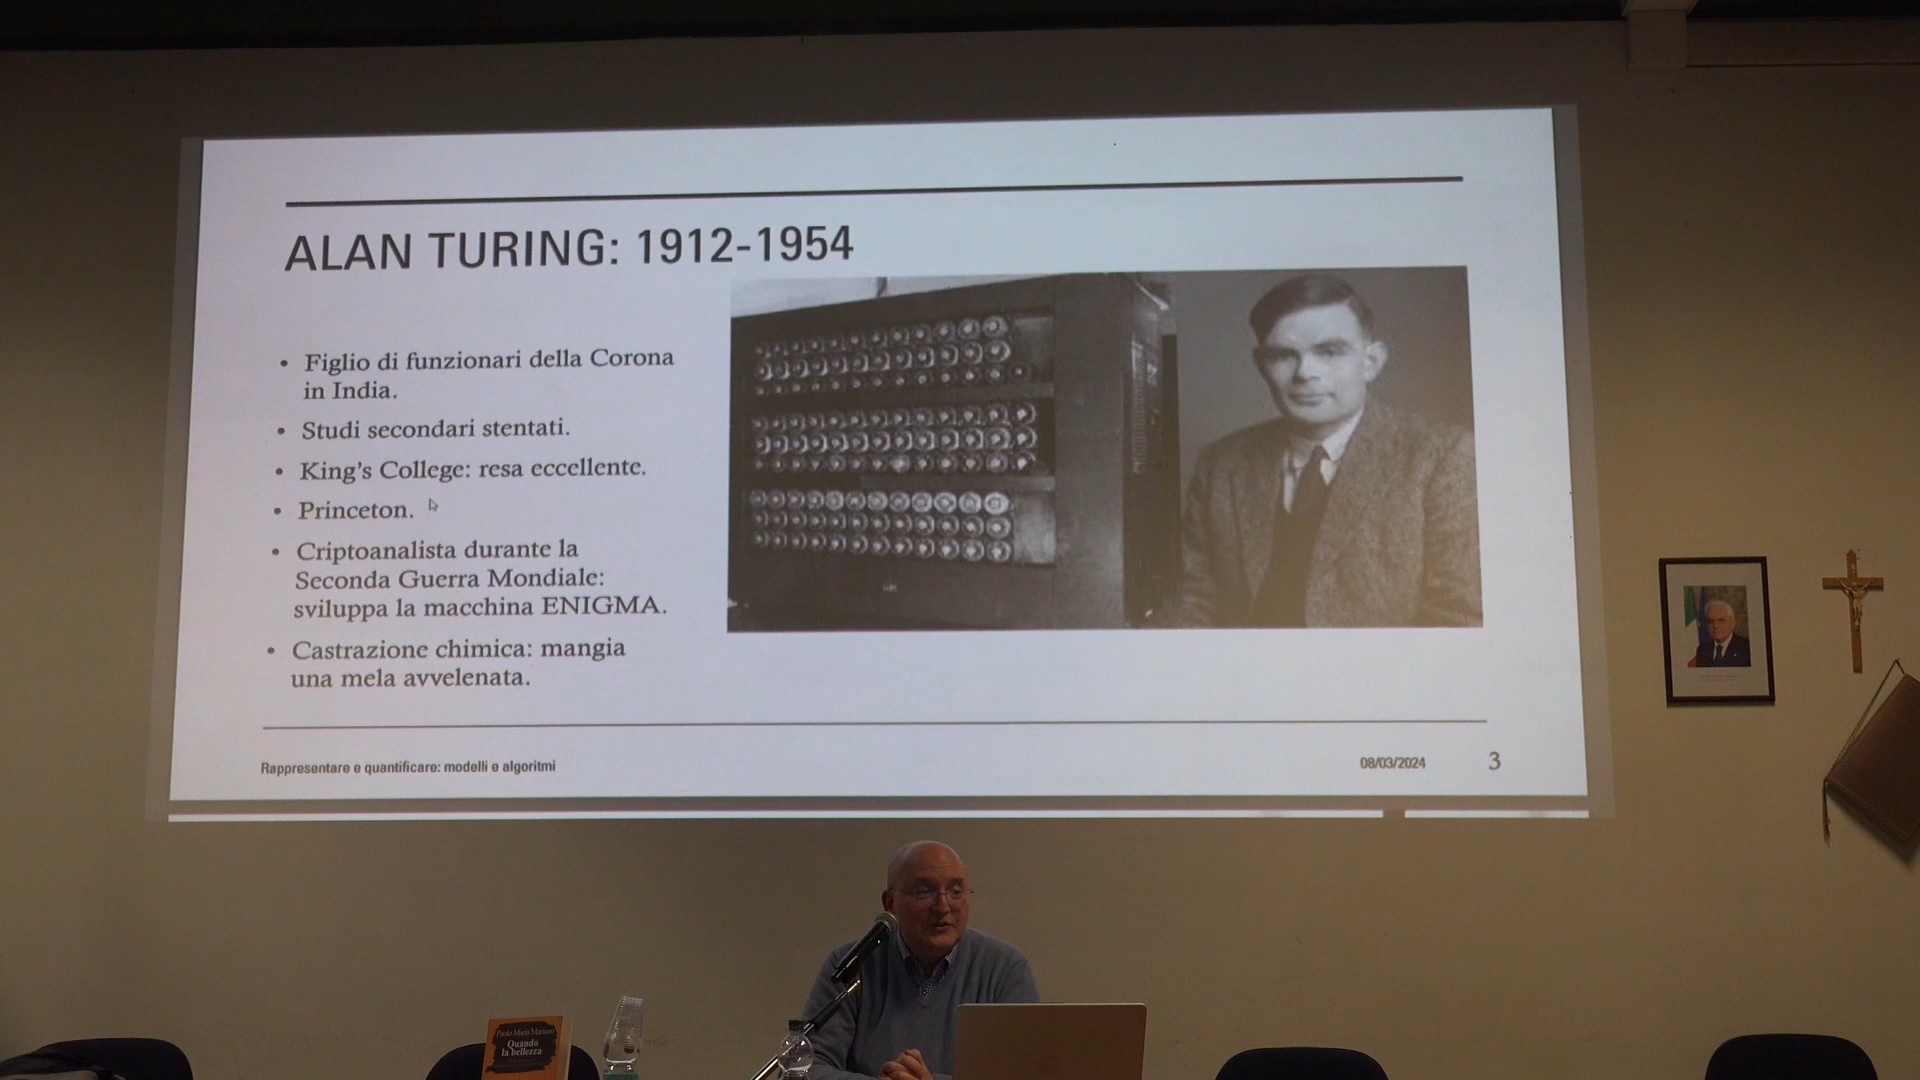 ALAN TURING: 1912-1954
• Figlio di funzionari della Corona
in India.
• Studi secondari stentati.
• King's College: resa eccellente.
• Princeton.
• Criptoanalista durante la
Seconda Guerra Mondiale:
sviluppa la macchina ENIGMA.
• Castrazione chimica: mangia
una mela avvelenata.
Rappresentare e quantificare: modelli e algoritmi
08/03/2024
3
Paolo Maria Mariano
Quando
la bellezza